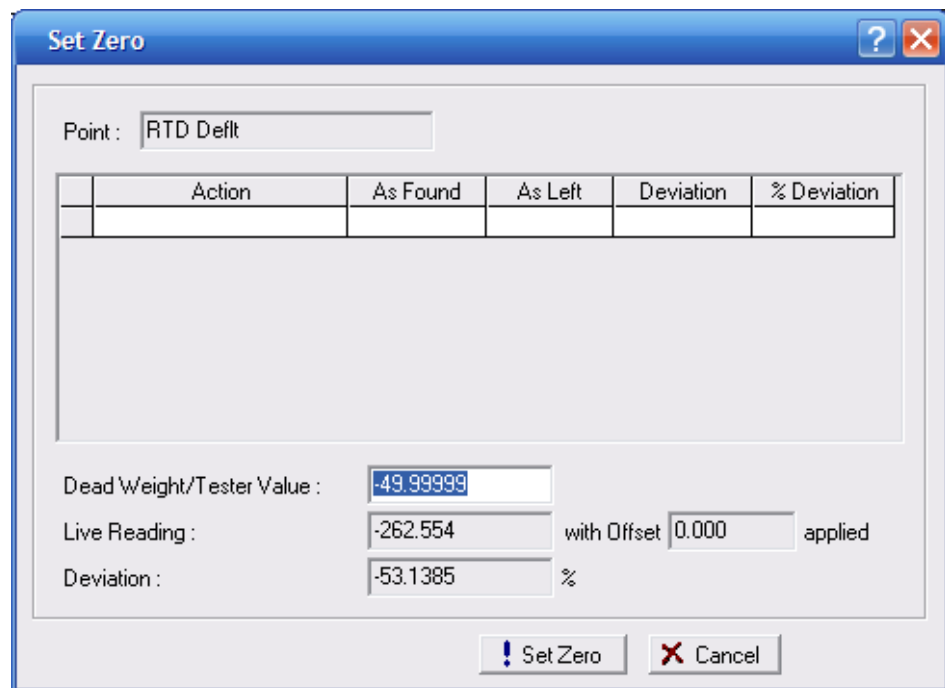 Set Zero
Point : RTD Deflt
Action As Found As Left Deviation % Deviation
Dead Weight/Tester Value : -49.99999
Live Reading : -262.554 with Offset 0.000 applied
Deviation : -53.1385 %
! Set Zero X Cancel